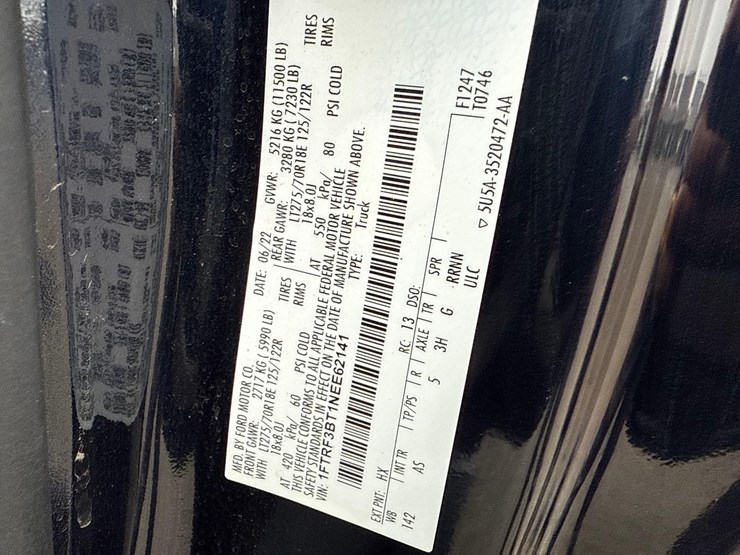 MFD. BY FORD MOTOR CO.
DATE: 06/22 GVWR: 5216 KG (11500 LB)
FRONT GAWR: 2717 KG (5990 LB) REAR GAWR: 3280 KG (7230 LB)
WITH LT275/70R18E 125/122R TIRES WITH LT275/70R18E 125/122R TIRES
18x8.0J RIMS 18x8.0J RIMS
AT 420 kPa/ 60 PSI COLD AT 550 kPa/ 80 PSI COLD
THIS VEHICLE CONFORMS TO ALL APPLICABLE FEDERAL MOTOR VEHICLE
SAFETY STANDARDS IN EFFECT ON THE DATE OF MANUFACTURE SHOWN ABOVE.
VIN: 1FTRF3BT1NEE62141 TYPE: Truck
EXT PNT: HX RC: 13 DSO: F1247
WB INT TR TP/PS R AXLE TR SPR T0746
142 AS 5 3H G RRNN
ULC
▽ 5U5A-3520472-AA